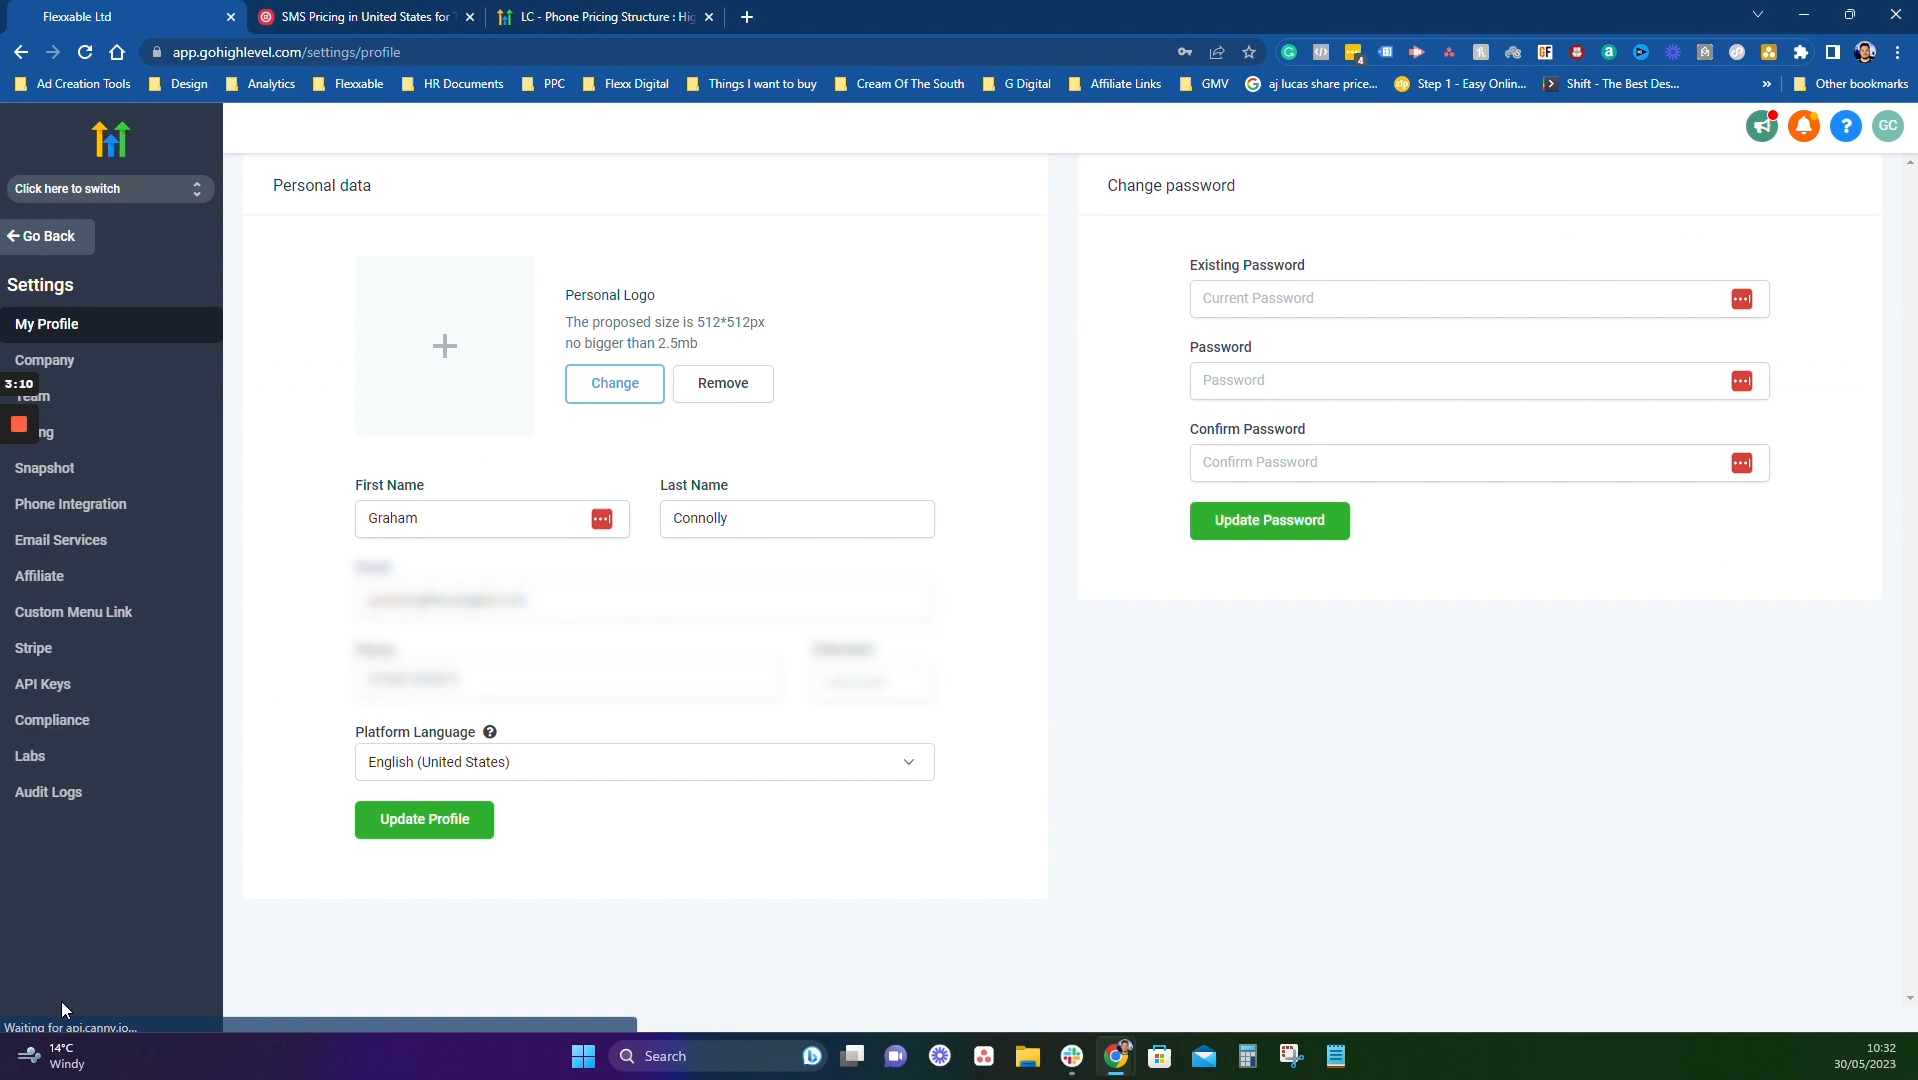 Flexxable Ltd
SMS Pricing in United States for T
LC - Phone Pricing Structure : Hig
app.gohighlevel.com/settings/profile
4
Ad Creation Tools
Design
Analytics
Flexxable
HR Documents
PPC
Flexx Digital
Things I want to buy
Cream Of The South
G Digital
Affiliate Links
GMV
aj lucas share price...
Step 1 - Easy Onlin...
Shift - The Best Des...
»
Other bookmarks
GC
Click here to switch
Go Back
Settings
My Profile
Company
3:10
Team
ng
Snapshot
Phone Integration
Email Services
Affiliate
Custom Menu Link
Stripe
API Keys
Compliance
Labs
Audit Logs
Personal data
Personal Logo
The proposed size is 512*512px
no bigger than 2.5mb
Change
Remove
First Name
Last Name
Graham
Connolly
Platform Language
English (United States)
Update Profile
Change password
Existing Password
Current Password
Password
Password
Confirm Password
Confirm Password
Update Password
Waiting for api.canny.io...
14°C
Windy
Search
10:32
30/05/2023